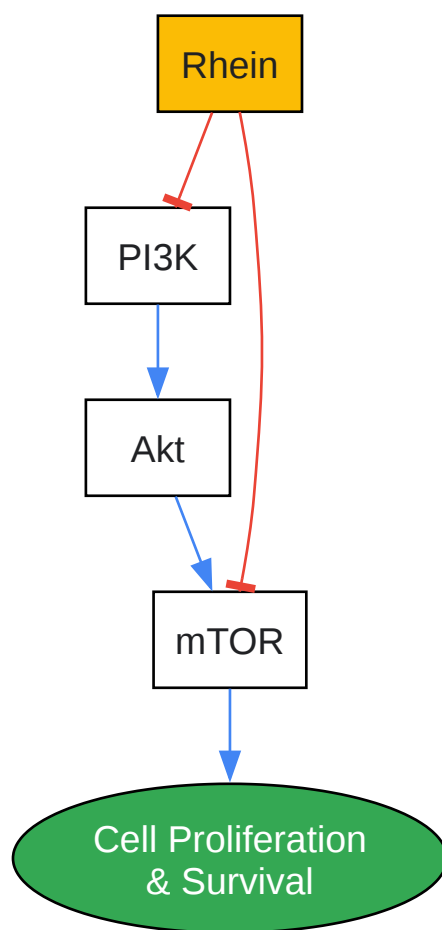 Rhein
PI3K
Akt
mTOR
Cell Proliferation
& Survival